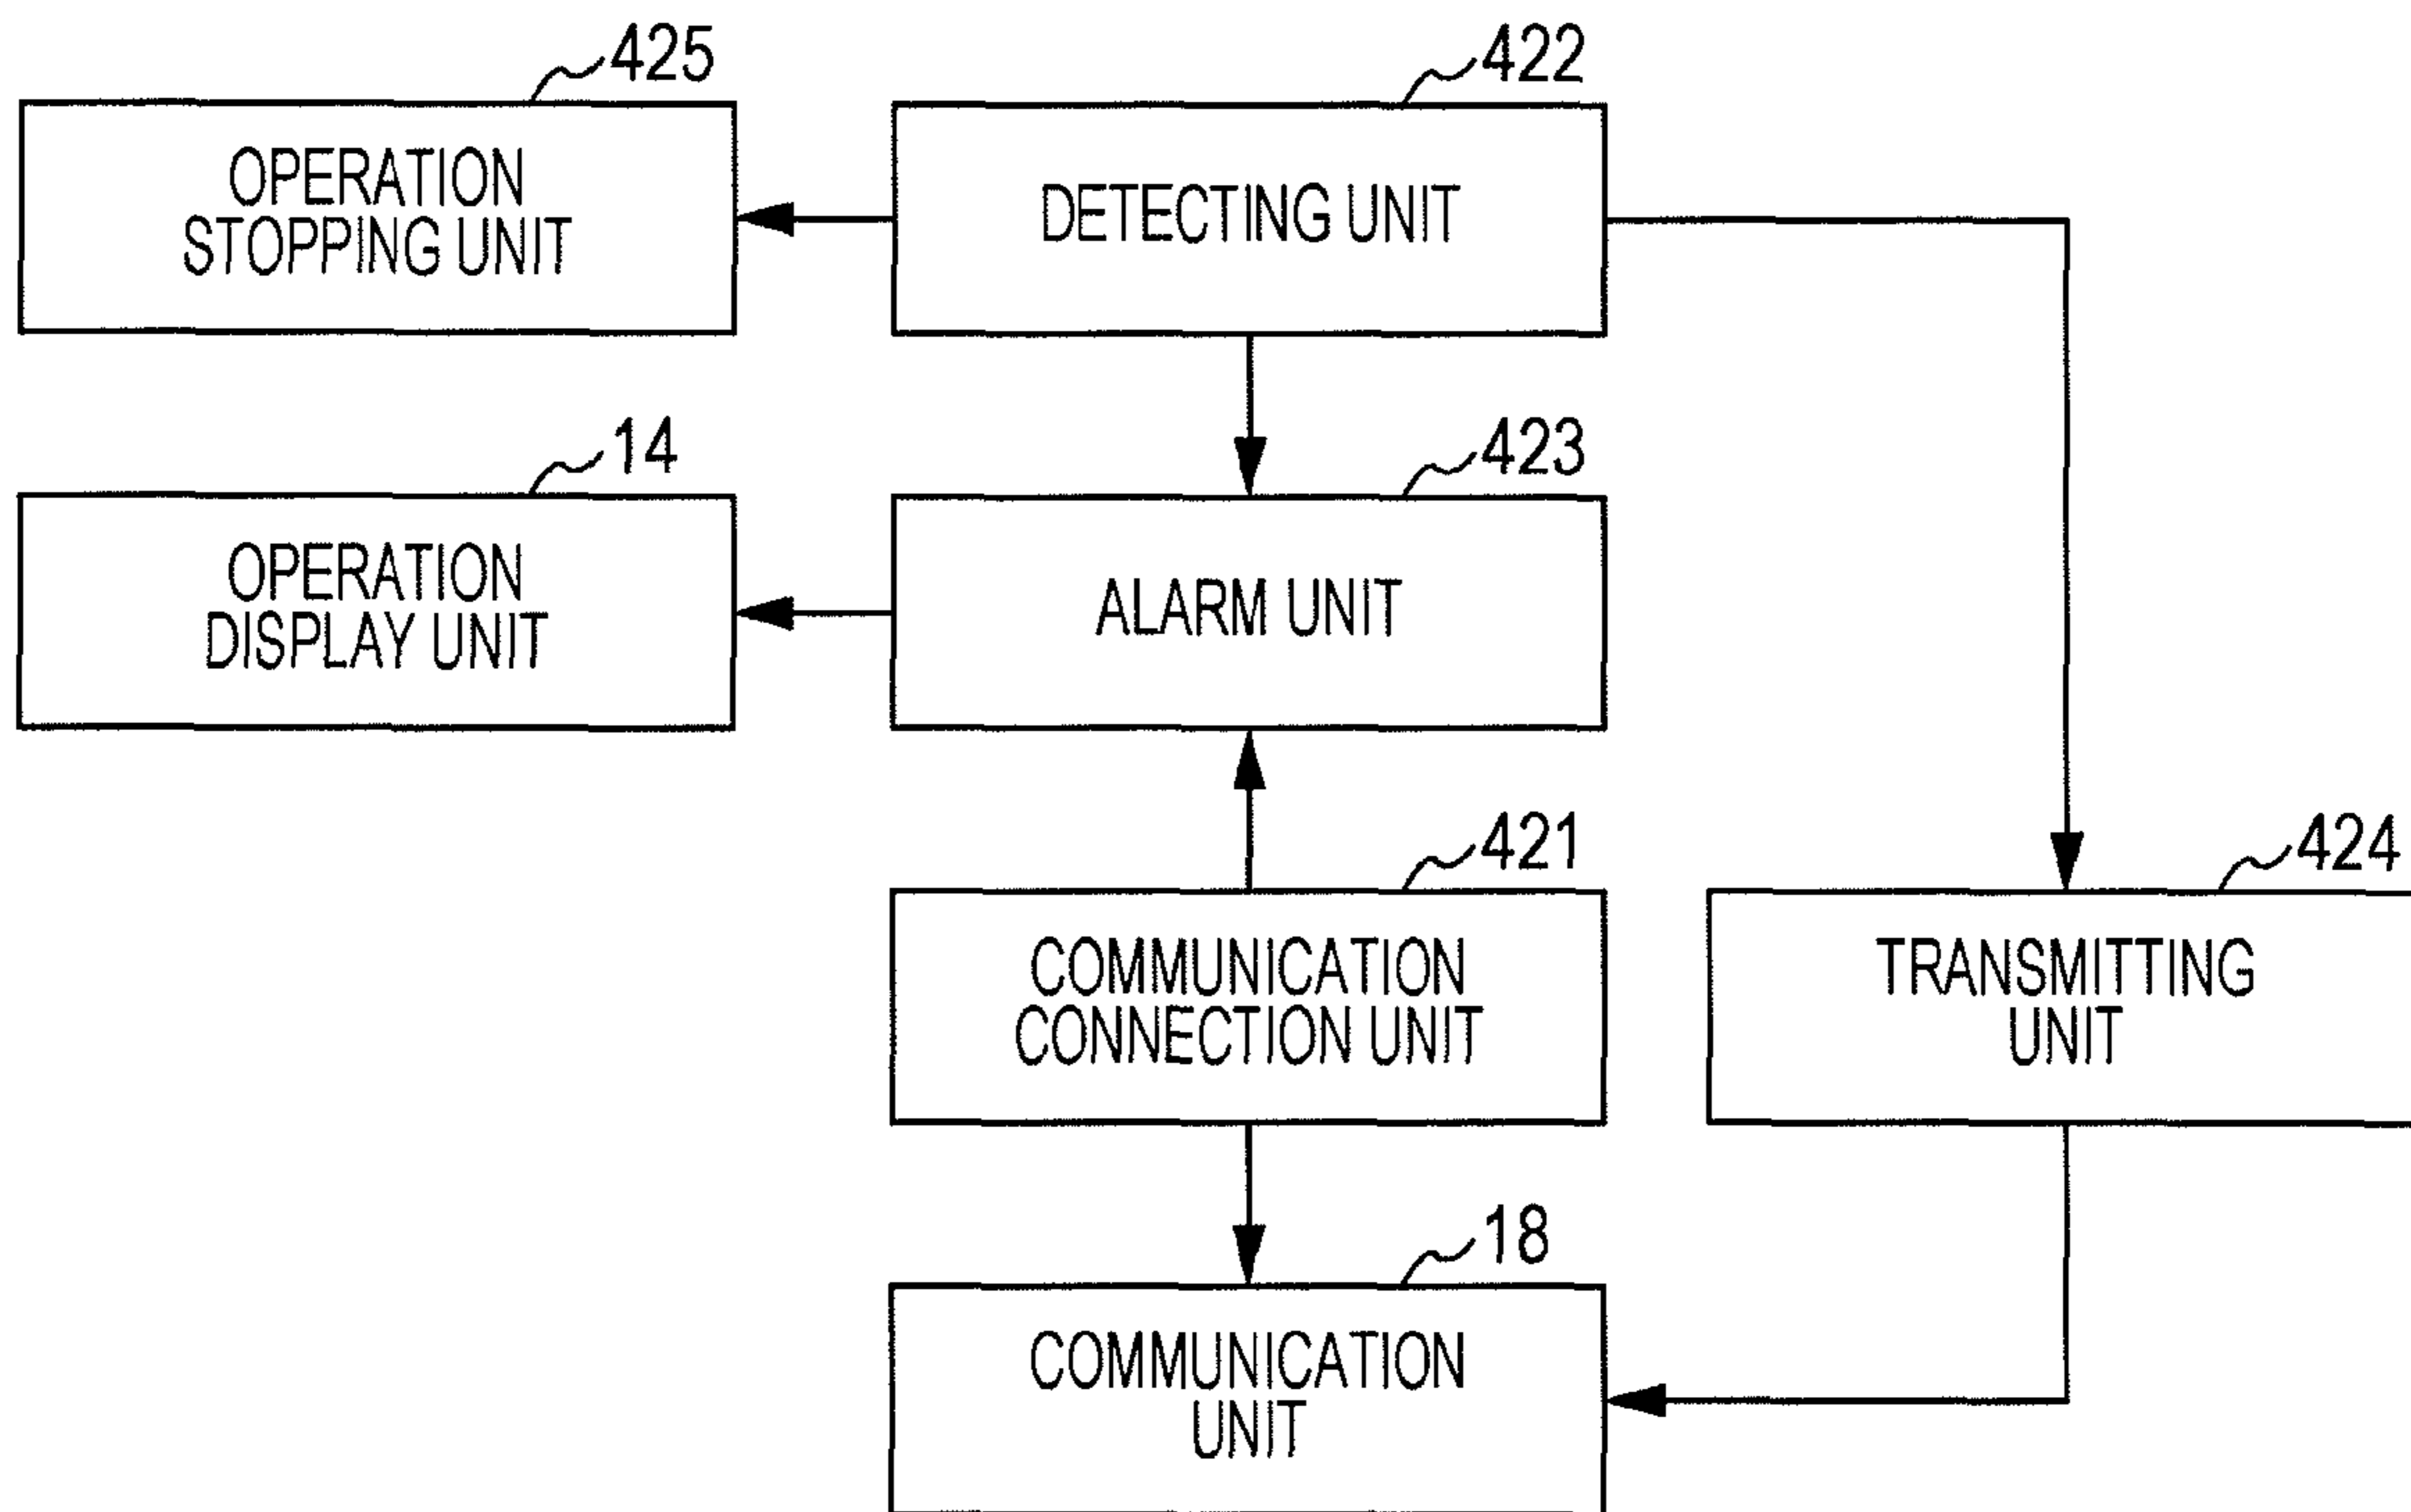 425
OPERATION
STOPPING UNIT
422
DETECTING UNIT
14
OPERATION
DISPLAY UNIT
423
ALARM UNIT
421
COMMUNICATION
CONNECTION UNIT
424
TRANSMITTING
UNIT
18
COMMUNICATION
UNIT